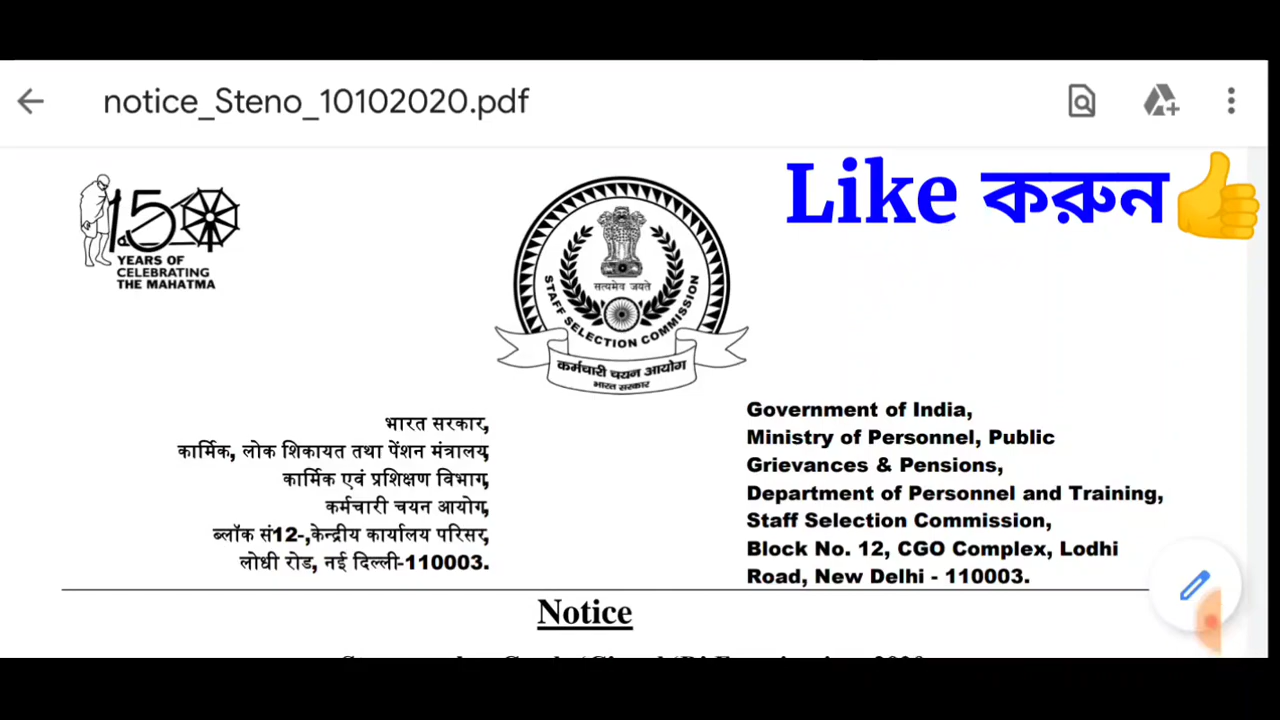 notice_Steno_10102020.pdf
Like করুন
150
YEARS OF
CELEBRATING
THE MAHATMA
सत्यमेव जयते
STAFF SELECTION COMMISSION
कर्मचारी चयन आयोग
भारत सरकार
भारत सरकार,
कार्मिक, लोक शिकायत तथा पेंशन मंत्रालय,
कार्मिक एवं प्रशिक्षण विभाग,
कर्मचारी चयन आयोग,
ब्लॉक सं12-,केन्द्रीय कार्यालय परिसर,
लोधी रोड, नई दिल्ली-110003.
Government of India,
Ministry of Personnel, Public
Grievances & Pensions,
Department of Personnel and Training,
Staff Selection Commission,
Block No. 12, CGO Complex, Lodhi
Road, New Delhi - 110003.
Notice